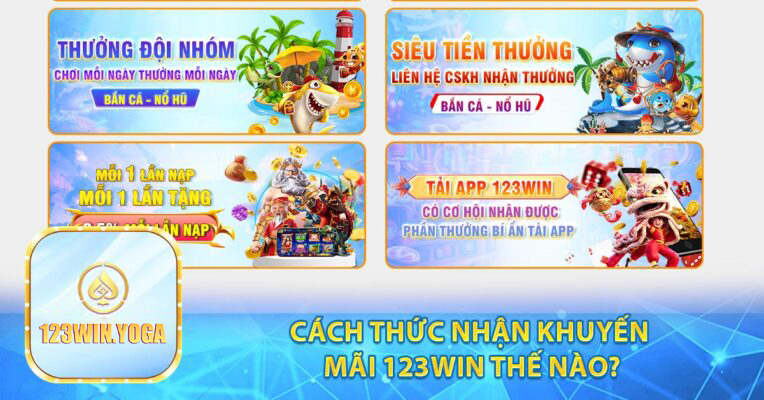 THƯỞNG ĐỘI NHÓM
CHƠI MỖI NGÀY THƯỞNG MỖI NGÀY
BẮN CÁ - NỔ HŨ
SIÊU TIỀN THƯỞNG
LIÊN HỆ CSKH NHẬN THƯỞNG
BẮN CÁ - NỔ HŨ
MỖI 1 LẦN NẠP
MỖI 1 LẦN TẶNG
MỖI LẦN NẠP
TẢI APP 123WIN
CÓ CƠ HỘI NHẬN ĐƯỢC
PHẦN THƯỞNG BÍ ẨN TẢI APP
123WIN.YOGA
CÁCH THỨC NHẬN KHUYẾN
MÃI 123WIN THẾ NÀO?